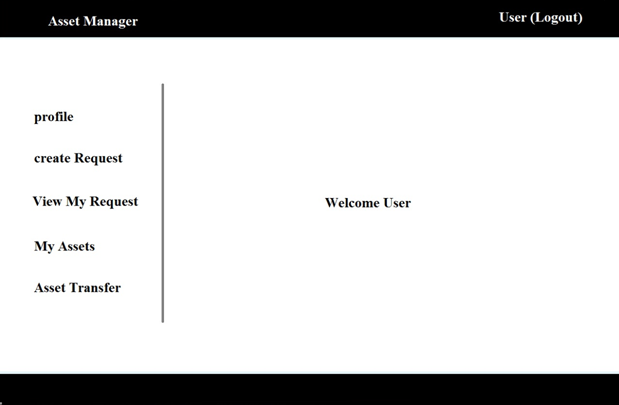 Asset Manager
User (Logout)
profile
create Request
View My Request
My Assets
Asset Transfer
Welcome User